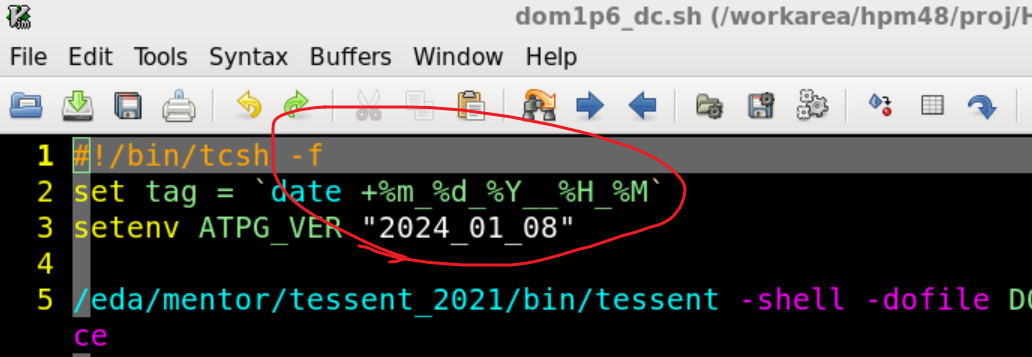 dom1p6_dc.sh (/workarea/hpm48/proj/H
File Edit Tools Syntax Buffers Window Help
1 #!/bin/tcsh -f
2 set tag = `date +%m_%d_%Y__%H_%M`
3 setenv ATPG_VER "2024_01_08"
4
5 /eda/mentor/tessent_2021/bin/tessent -shell -dofile DO
ce